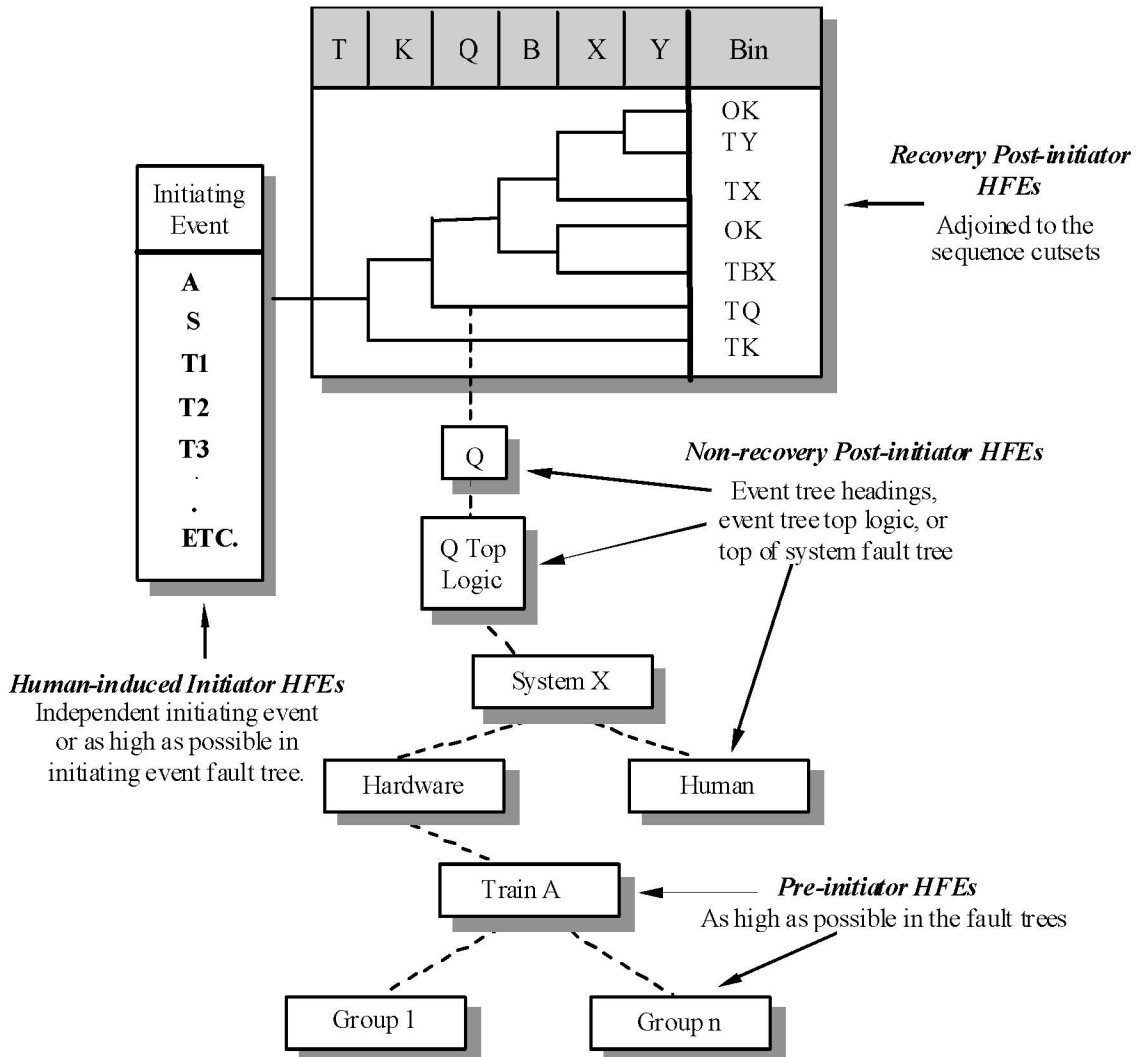 T K Q B X Y Bin
OK
TY
TX
OK
TBX
TQ
TK
Recovery Post-initiator
HFEs
Adjoined to the
sequence cutsets
Initiating
Event
A
S
T1
T2
T3
.
.
ETC.
Q
Non-recovery Post-initiator HFEs
Event tree headings,
event tree top logic, or
top of system fault tree
Q Top
Logic
Human-induced Initiator HFEs
Independent initiating event
or as high as possible in
initiating event fault tree.
System X
Hardware
Human
Train A
Pre-initiator HFEs
As high as possible in the fault trees
Group 1
Group n